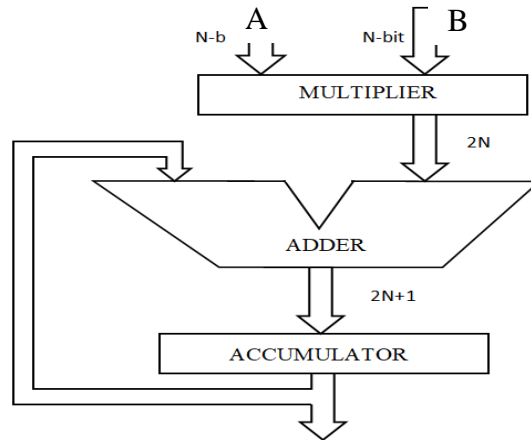 A
B
N-b
N-bit
MULTIPLIER
2N
ADDER
2N+1
ACCUMULATOR